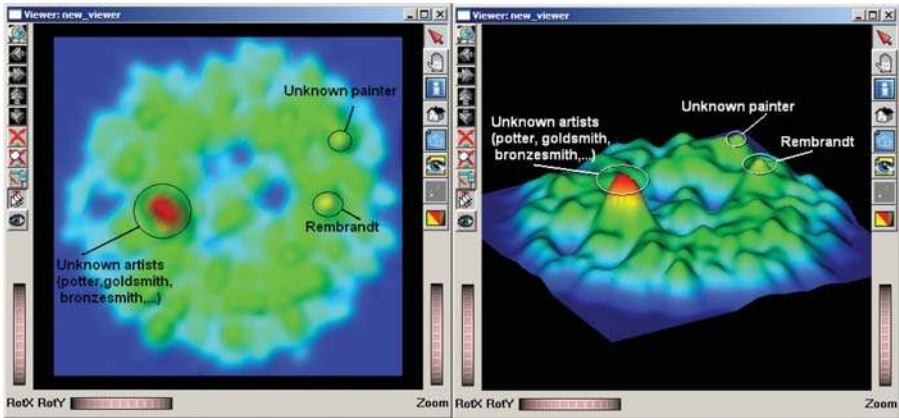 Viewer: new_viewer
Unknown painter
Rembrandt
Unknown artists
(potter,goldsmith,
bronzesmith,...)
RotX RotY
Zoom
Viewer: new_viewer
Unknown painter
Unknown artists
(potter, goldsmith,
bronzesmith,...)
Rembrandt
RotX RotY
Zoom